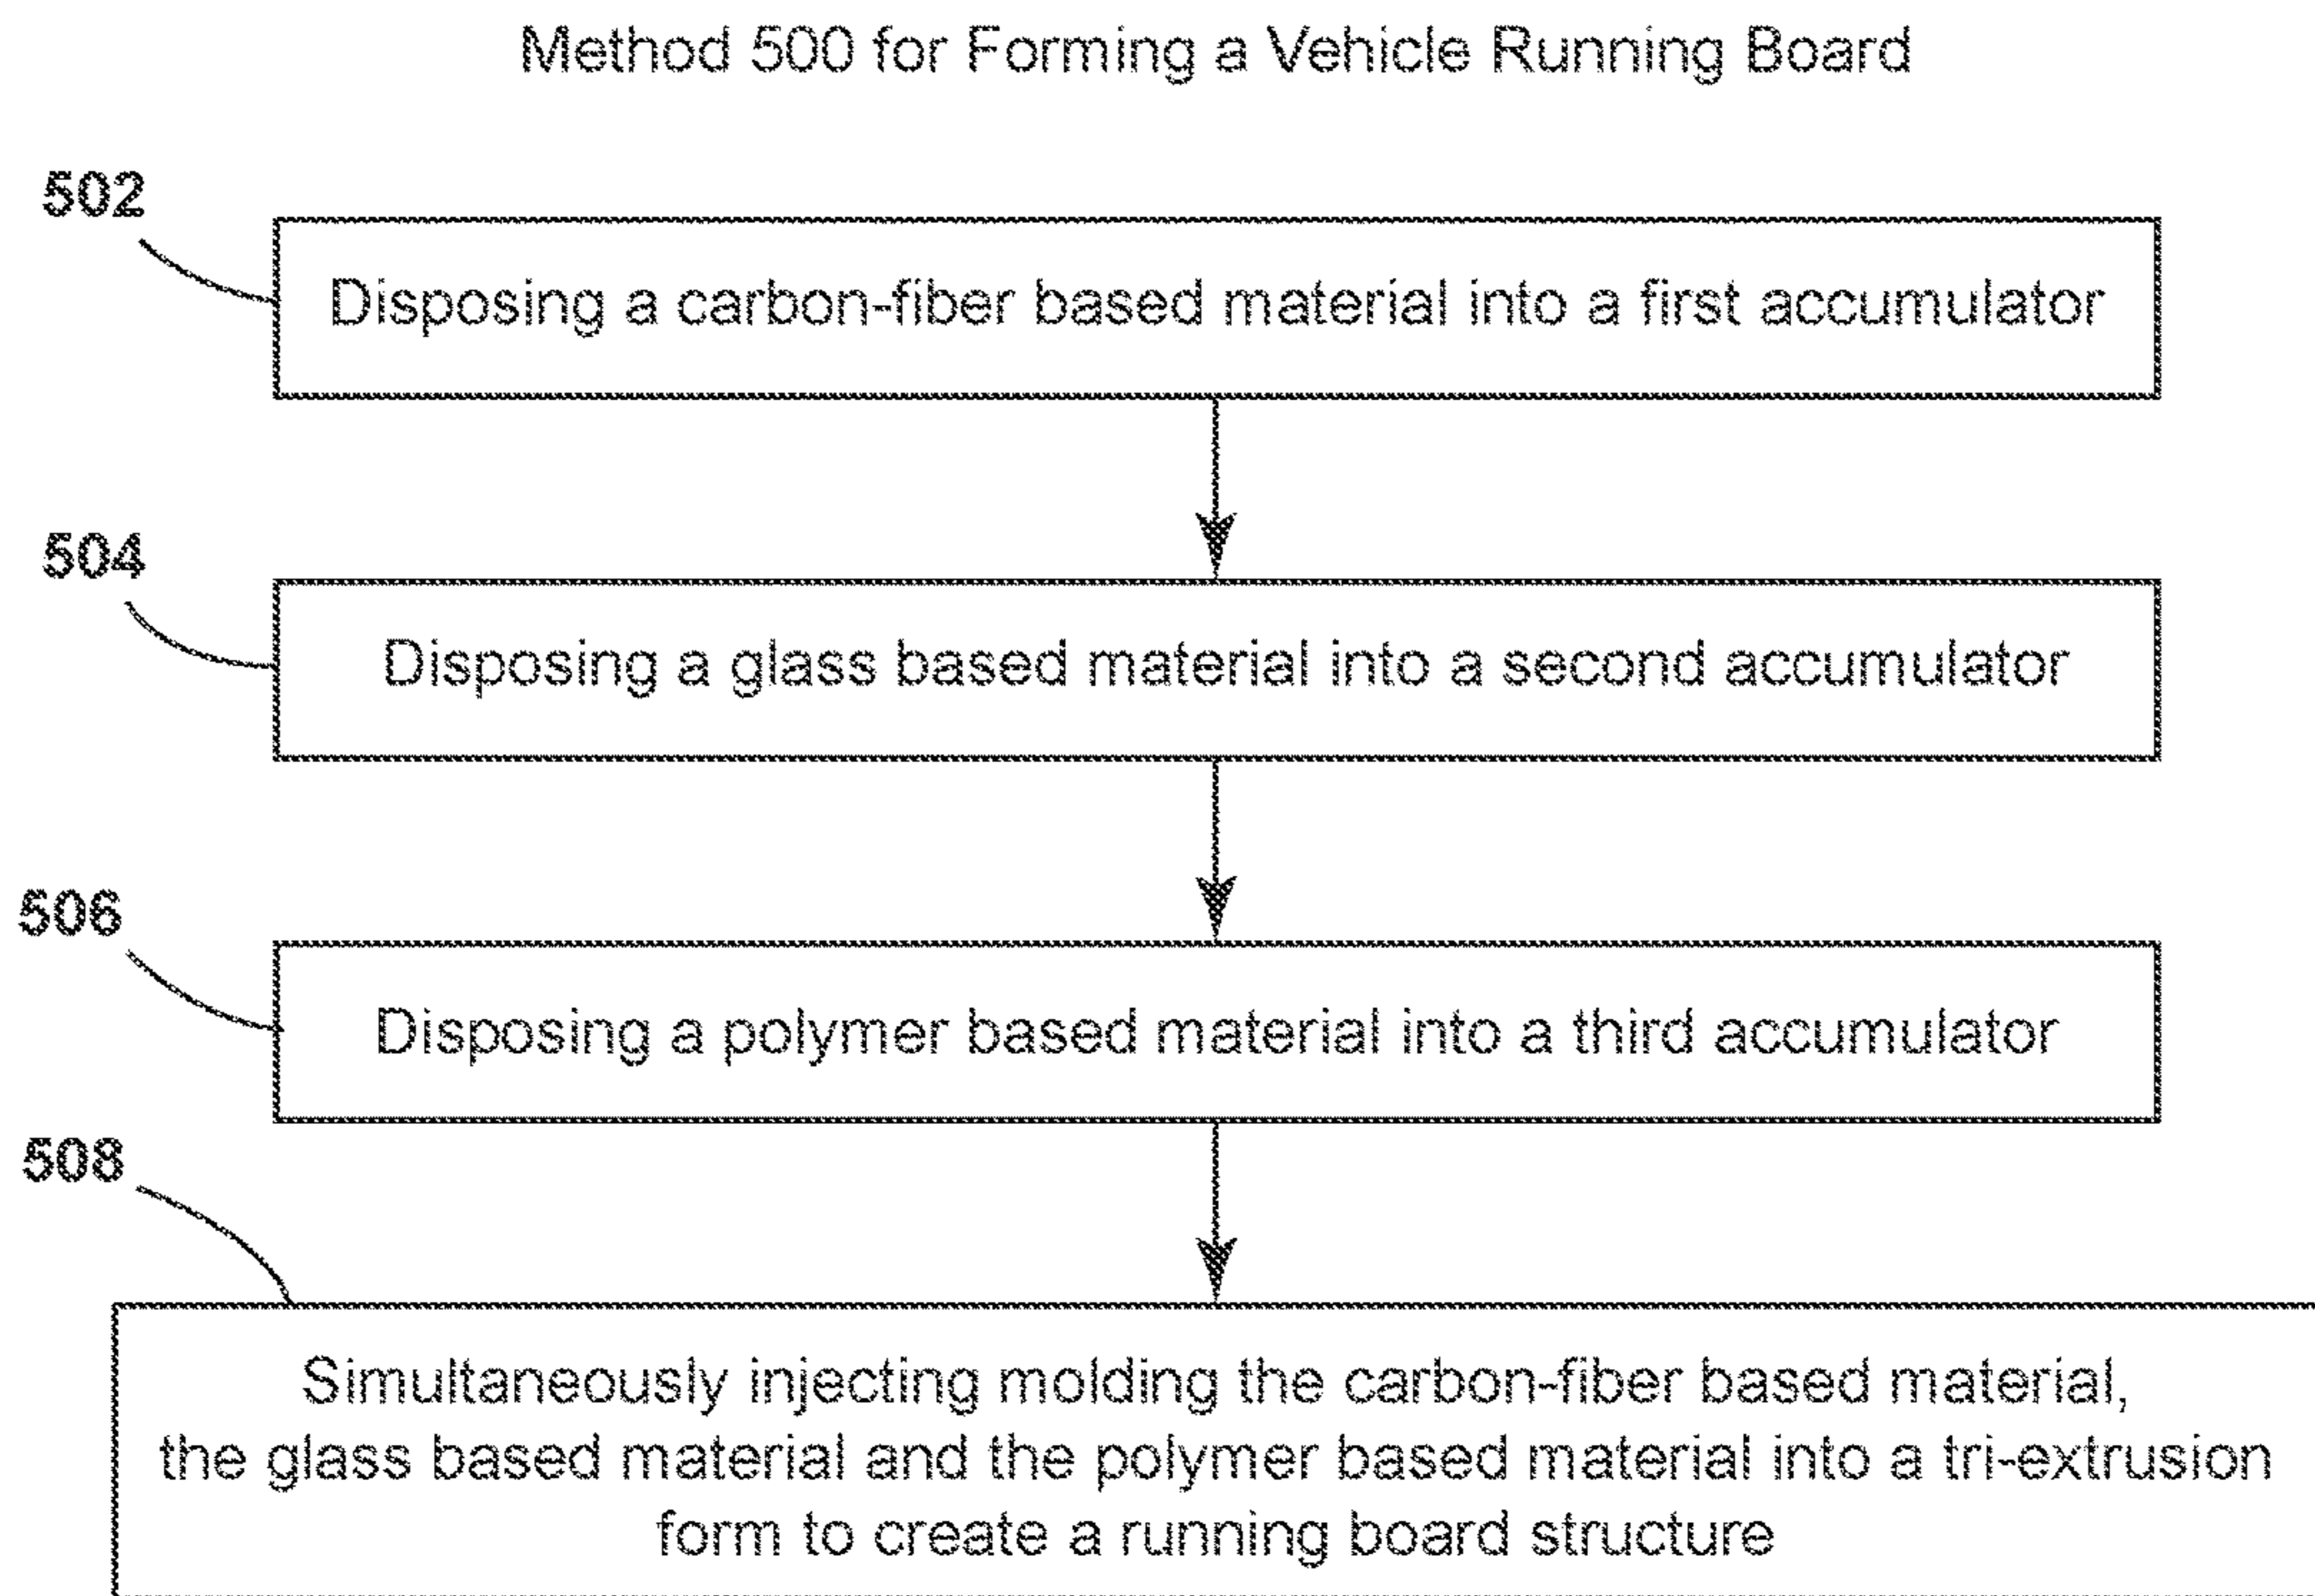 Method 500 for Forming a Vehicle Running Board
502
Disposing a carbon-fiber based material into a first accumulator
504
Disposing a glass based material into a second accumulator
506
Disposing a polymer based material into a third accumulator
508
Simultaneously injecting molding the carbon-fiber based material,
the glass based material and the polymer based material into a tri-extrusion
form to create a running board structure